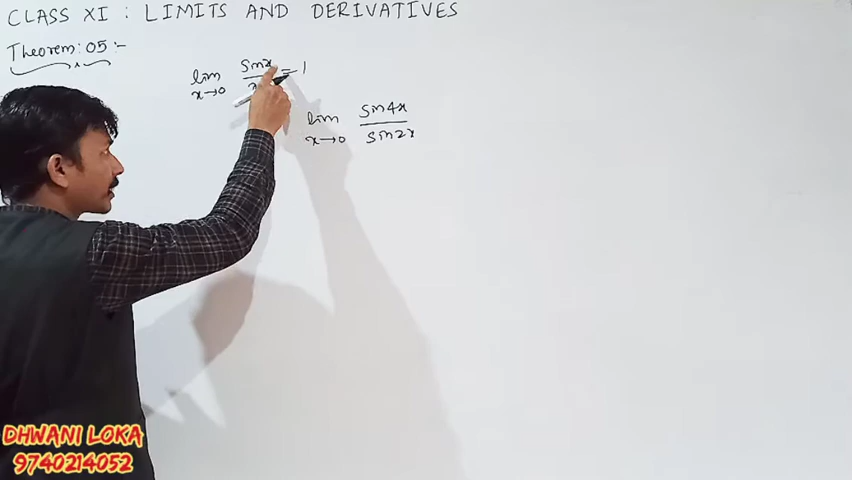 CLASS XI : LIMITS AND DERIVATIVES
Theorem: 05 :-
lim x→0 sinx = 1
lim x→0 sin4x / sin2x
DHWANI LOKA
9740214052